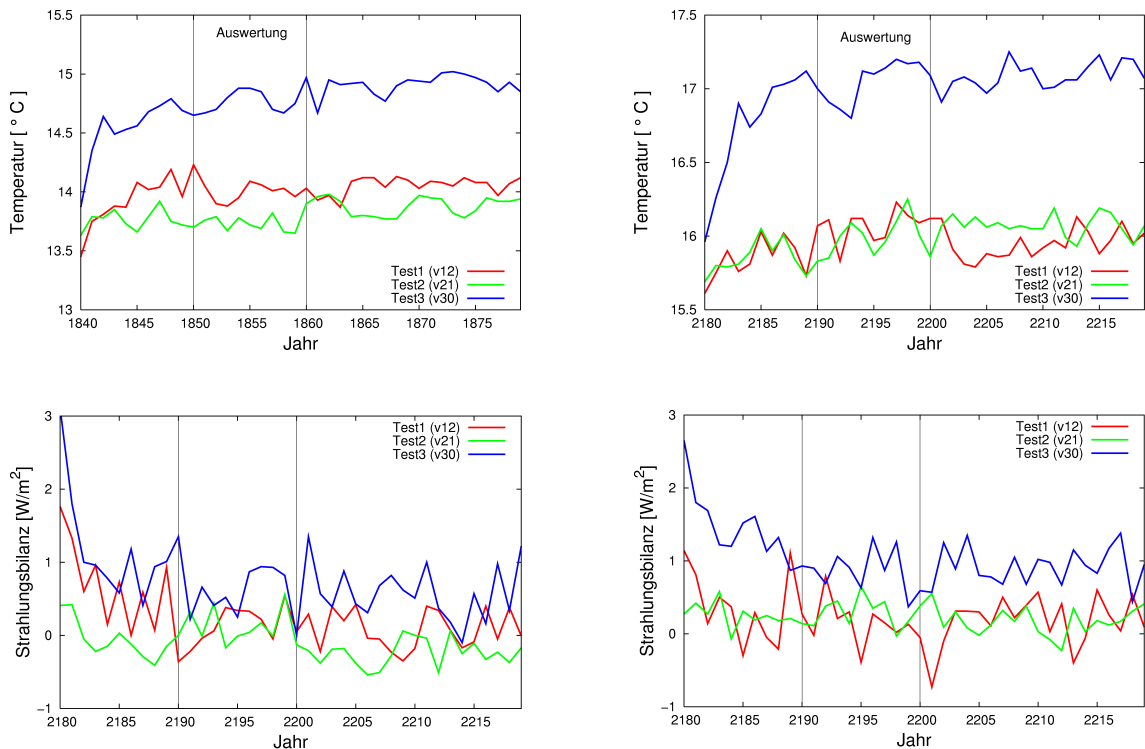 15.5
15
14.5
14
13.5
13
Temperatur [ ° C ]
Auswertung
Test1 (v12)
Test2 (v21)
Test3 (v30)
1840 1845 1850 1855 1860 1865 1870 1875
Jahr
17.5
17
16.5
16
15.5
Temperatur [ ° C ]
Auswertung
Test1 (v12)
Test2 (v21)
Test3 (v30)
2180 2185 2190 2195 2200 2205 2210 2215
Jahr
3
2
1
0
−1
Strahlungsbilanz [W/m²]
Test1 (v12)
Test2 (v21)
Test3 (v30)
2180 2185 2190 2195 2200 2205 2210 2215
Jahr
3
2
1
0
−1
Strahlungsbilanz [W/m²]
Test1 (v12)
Test2 (v21)
Test3 (v30)
2180 2185 2190 2195 2200 2205 2210 2215
Jahr